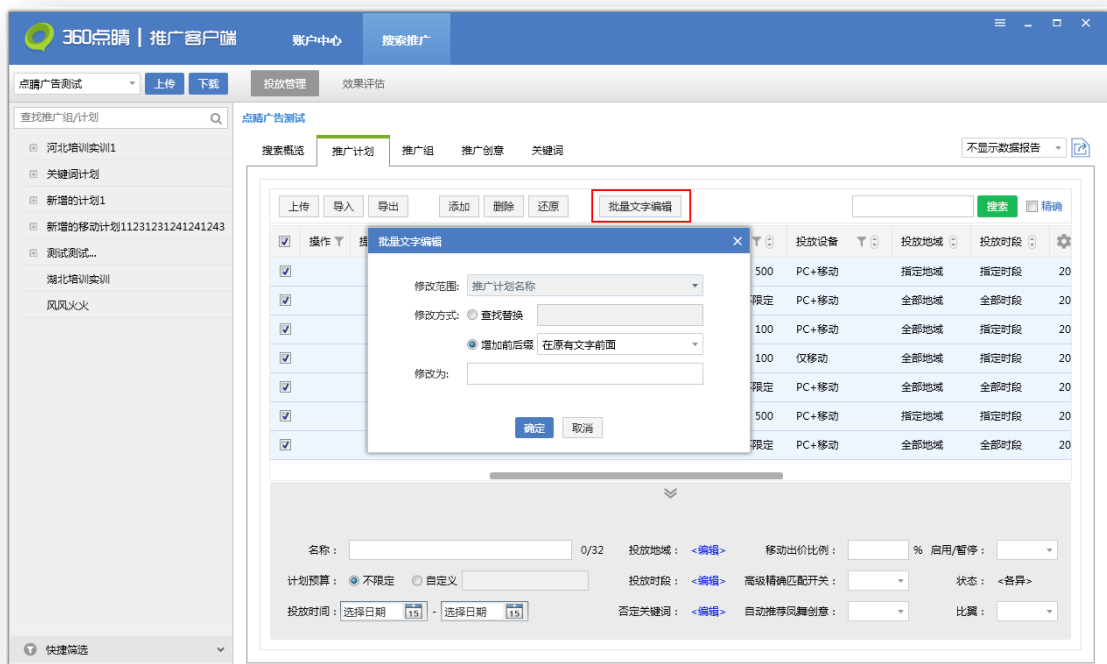 360点睛 | 推广客户端 账户中心 搜索推广
点睛广告测试 上传 下载 投放管理 效果评估
查找推广组/计划
河北培训实训1
关键词计划
新增的计划1
新增的移动计划11231231241241243
测试测试...
湖北培训实训
风风火火
快捷筛选
点睛广告测试
搜索概览 推广计划 推广组 推广创意 关键词 不显示数据报告
上传 导入 导出 添加 删除 还原 批量文字编辑 搜索 精确
操作 投放设备 投放地域 投放时段
500 PC+移动 指定地域 指定时段 20
限定 PC+移动 全部地域 全部时段 20
100 PC+移动 全部地域 指定时段 20
100 仅移动 全部地域 指定时段 20
限定 PC+移动 全部地域 全部时段 20
500 PC+移动 指定地域 指定时段 20
限定 PC+移动 全部地域 全部时段 20
批量文字编辑
修改范围: 推广计划名称
修改方式: 查找替换
增加前后缀 在原有文字前面
修改为:
确定 取消
名称: 0/32 投放地域: <编辑> 移动出价比例: % 启用/暂停:
计划预算: 不限定 自定义 投放时段: <编辑> 高级精确匹配开关: 状态: <各异>
投放时间: 选择日期 15 - 选择日期 15 否定关键词: <编辑> 自动推荐凤舞创意: 比翼: